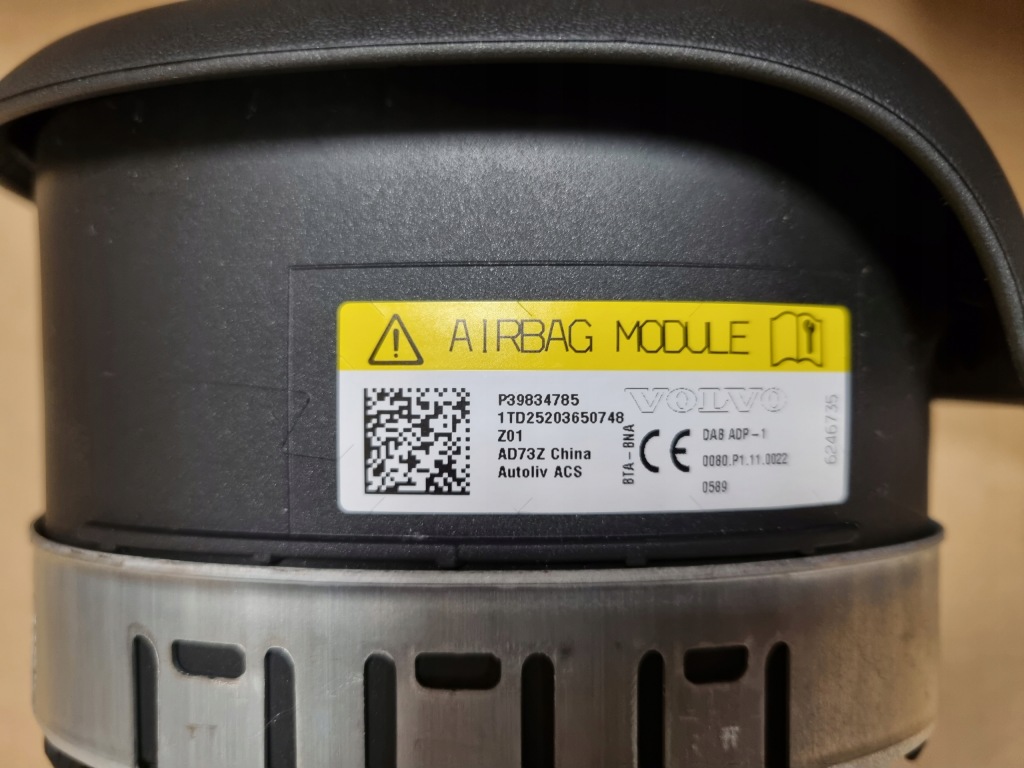 AIRBAG MODULE
P39834785
1TD25203650748
Z01
AD73Z China
Autoliv ACS
VOLVO
BTA-8NA
CE
DAB ADP-1
0080.P1.11.0022
0589
6246735